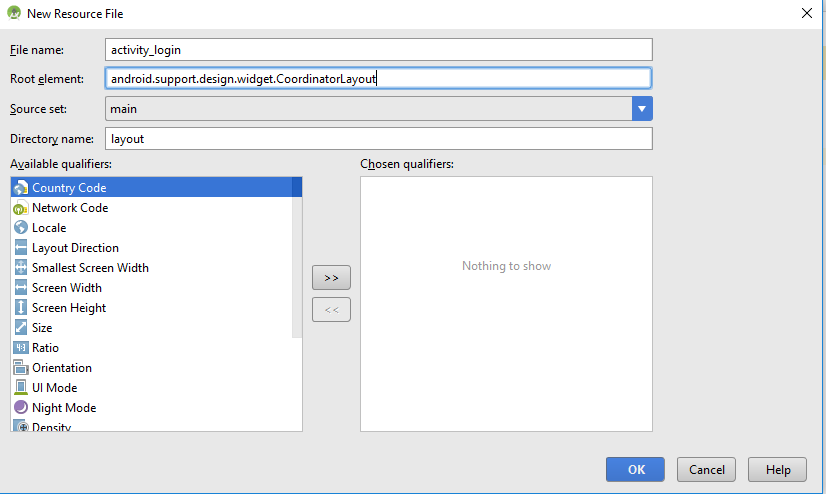 New Resource File
File name: activity_login
Root element: android.support.design.widget.CoordinatorLayout
Source set: main
Directory name: layout
Available qualifiers:
Chosen qualifiers:
Country Code
Network Code
Locale
Layout Direction
Smallest Screen Width
Screen Width
Screen Height
Size
4:3 Ratio
Orientation
UI Mode
Night Mode
Density
>>
<<
Nothing to show
OK Cancel Help